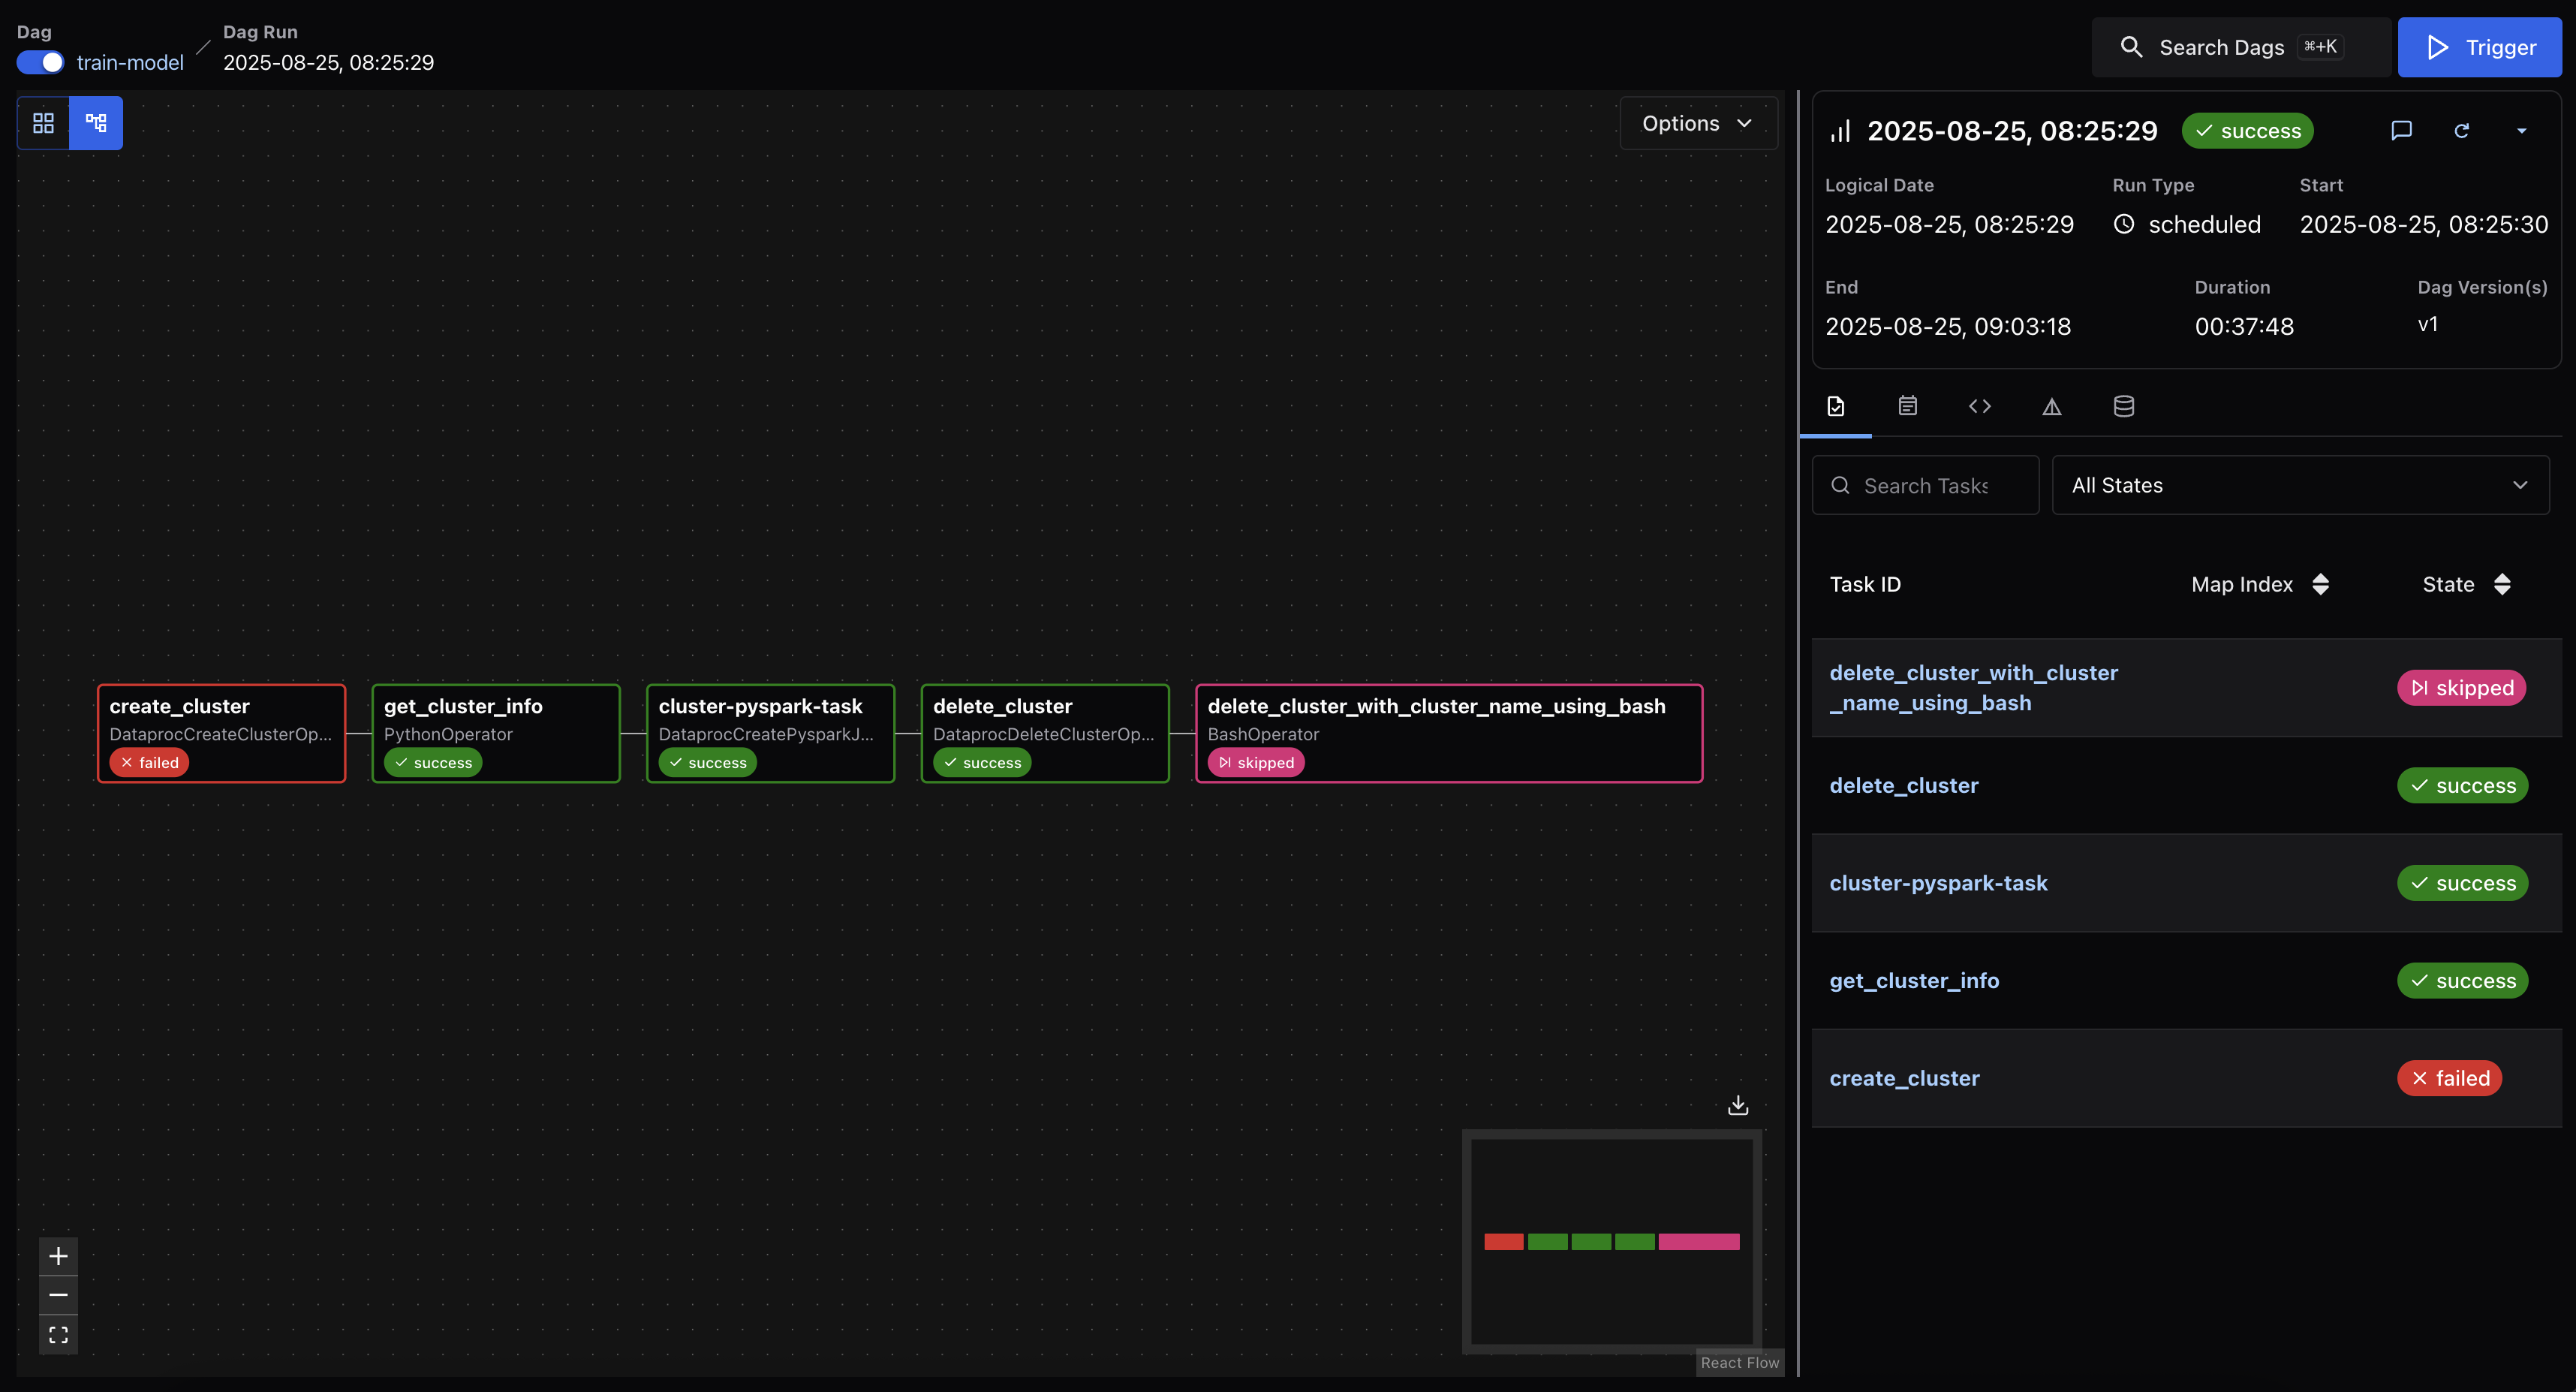 Dag
train-model
Dag Run
2025-08-25, 08:25:29
Search Dags ⌘+K
Trigger
Options
create_cluster
DataprocCreateClusterOp...
failed
get_cluster_info
PythonOperator
success
cluster-pyspark-task
DataprocCreatePysparkJ...
success
delete_cluster
DataprocDeleteClusterOp...
success
delete_cluster_with_cluster_name_using_bash
BashOperator
skipped
React Flow
2025-08-25, 08:25:29 success
Logical Date Run Type Start
2025-08-25, 08:25:29 scheduled 2025-08-25, 08:25:30
End Duration Dag Version(s)
2025-08-25, 09:03:18 00:37:48 v1
Search Tasks All States
Task ID Map Index State
delete_cluster_with_cluster
_name_using_bash skipped
delete_cluster success
cluster-pyspark-task success
get_cluster_info success
create_cluster failed